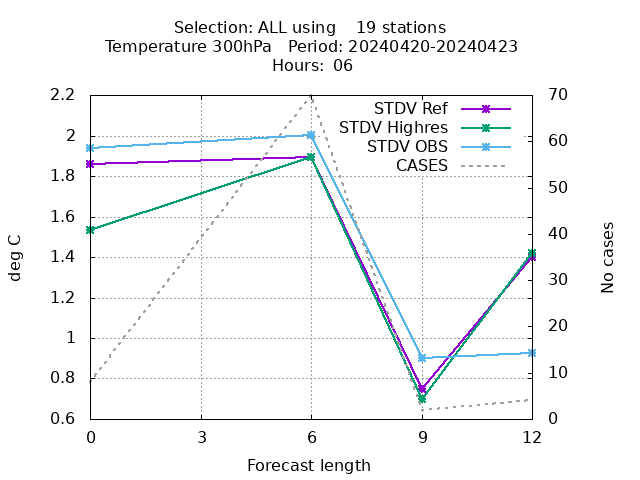 Selection: ALL using    19 stations
Temperature 300hPa   Period: 20240420-20240423
Hours:  06
STDV Ref
STDV Highres
STDV OBS
CASES
2.2
2
1.8
1.6
1.4
1.2
1
0.8
0.6
70
60
50
40
30
20
10
0
deg C
No cases
0 3 6 9 12
Forecast length